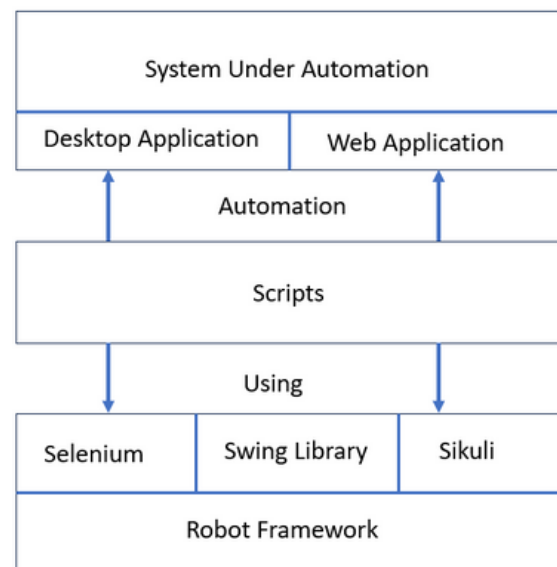 System Under Automation
Desktop Application
Web Application
Automation
Scripts
Using
Selenium
Swing Library
Sikuli
Robot Framework